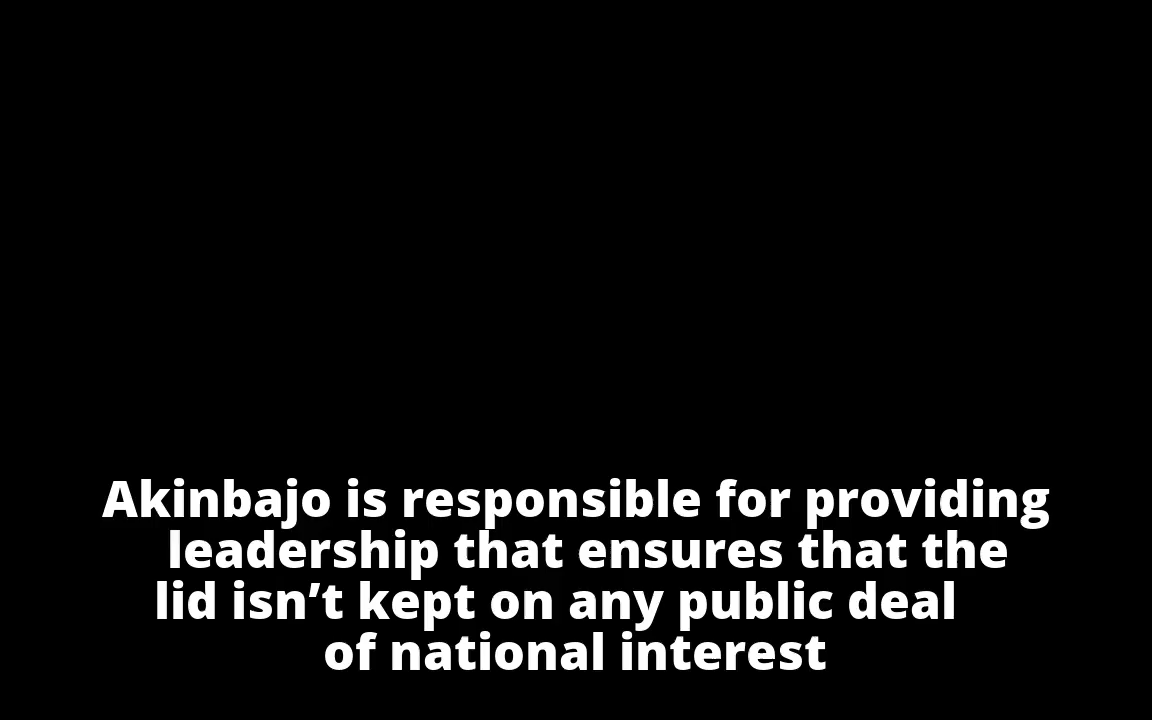 Akinbajo is responsible for providing
leadership that ensures that the
lid isn’t kept on any public deal
of national interest